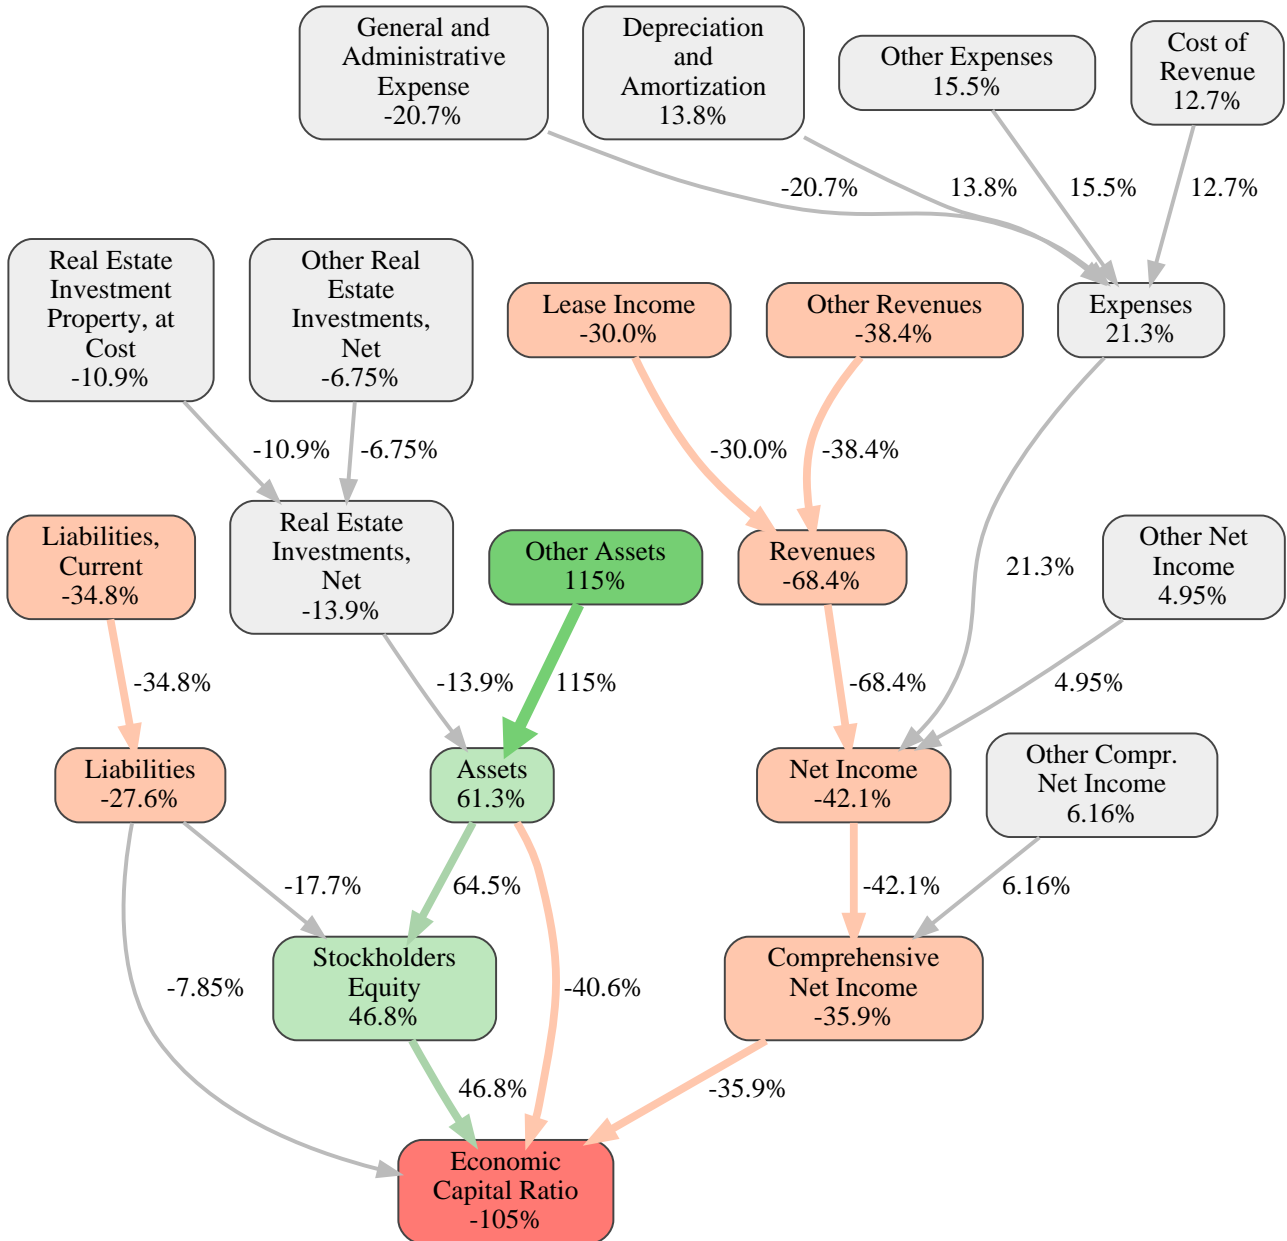 General and
Administrative
Expense
-20.7%
Depreciation
and
Amortization
13.8%
Other Expenses
15.5%
Cost of
Revenue
12.7%
-20.7%
13.8%
15.5%
12.7%
Real Estate
Investment
Property, at
Cost
-10.9%
Other Real
Estate
Investments,
Net
-6.75%
Lease Income
-30.0%
Other Revenues
-38.4%
Expenses
21.3%
-10.9%
-6.75%
-30.0%
-38.4%
Liabilities,
Current
-34.8%
Real Estate
Investments,
Net
-13.9%
Other Assets
115%
Revenues
-68.4%
21.3%
Other Net
Income
4.95%
-34.8%
-13.9%
115%
-68.4%
4.95%
Liabilities
-27.6%
Assets
61.3%
Net Income
-42.1%
Other Compr.
Net Income
6.16%
-17.7%
64.5%
-42.1%
6.16%
-7.85%
Stockholders
Equity
46.8%
-40.6%
Comprehensive
Net Income
-35.9%
46.8%
-35.9%
Economic
Capital Ratio
-105%